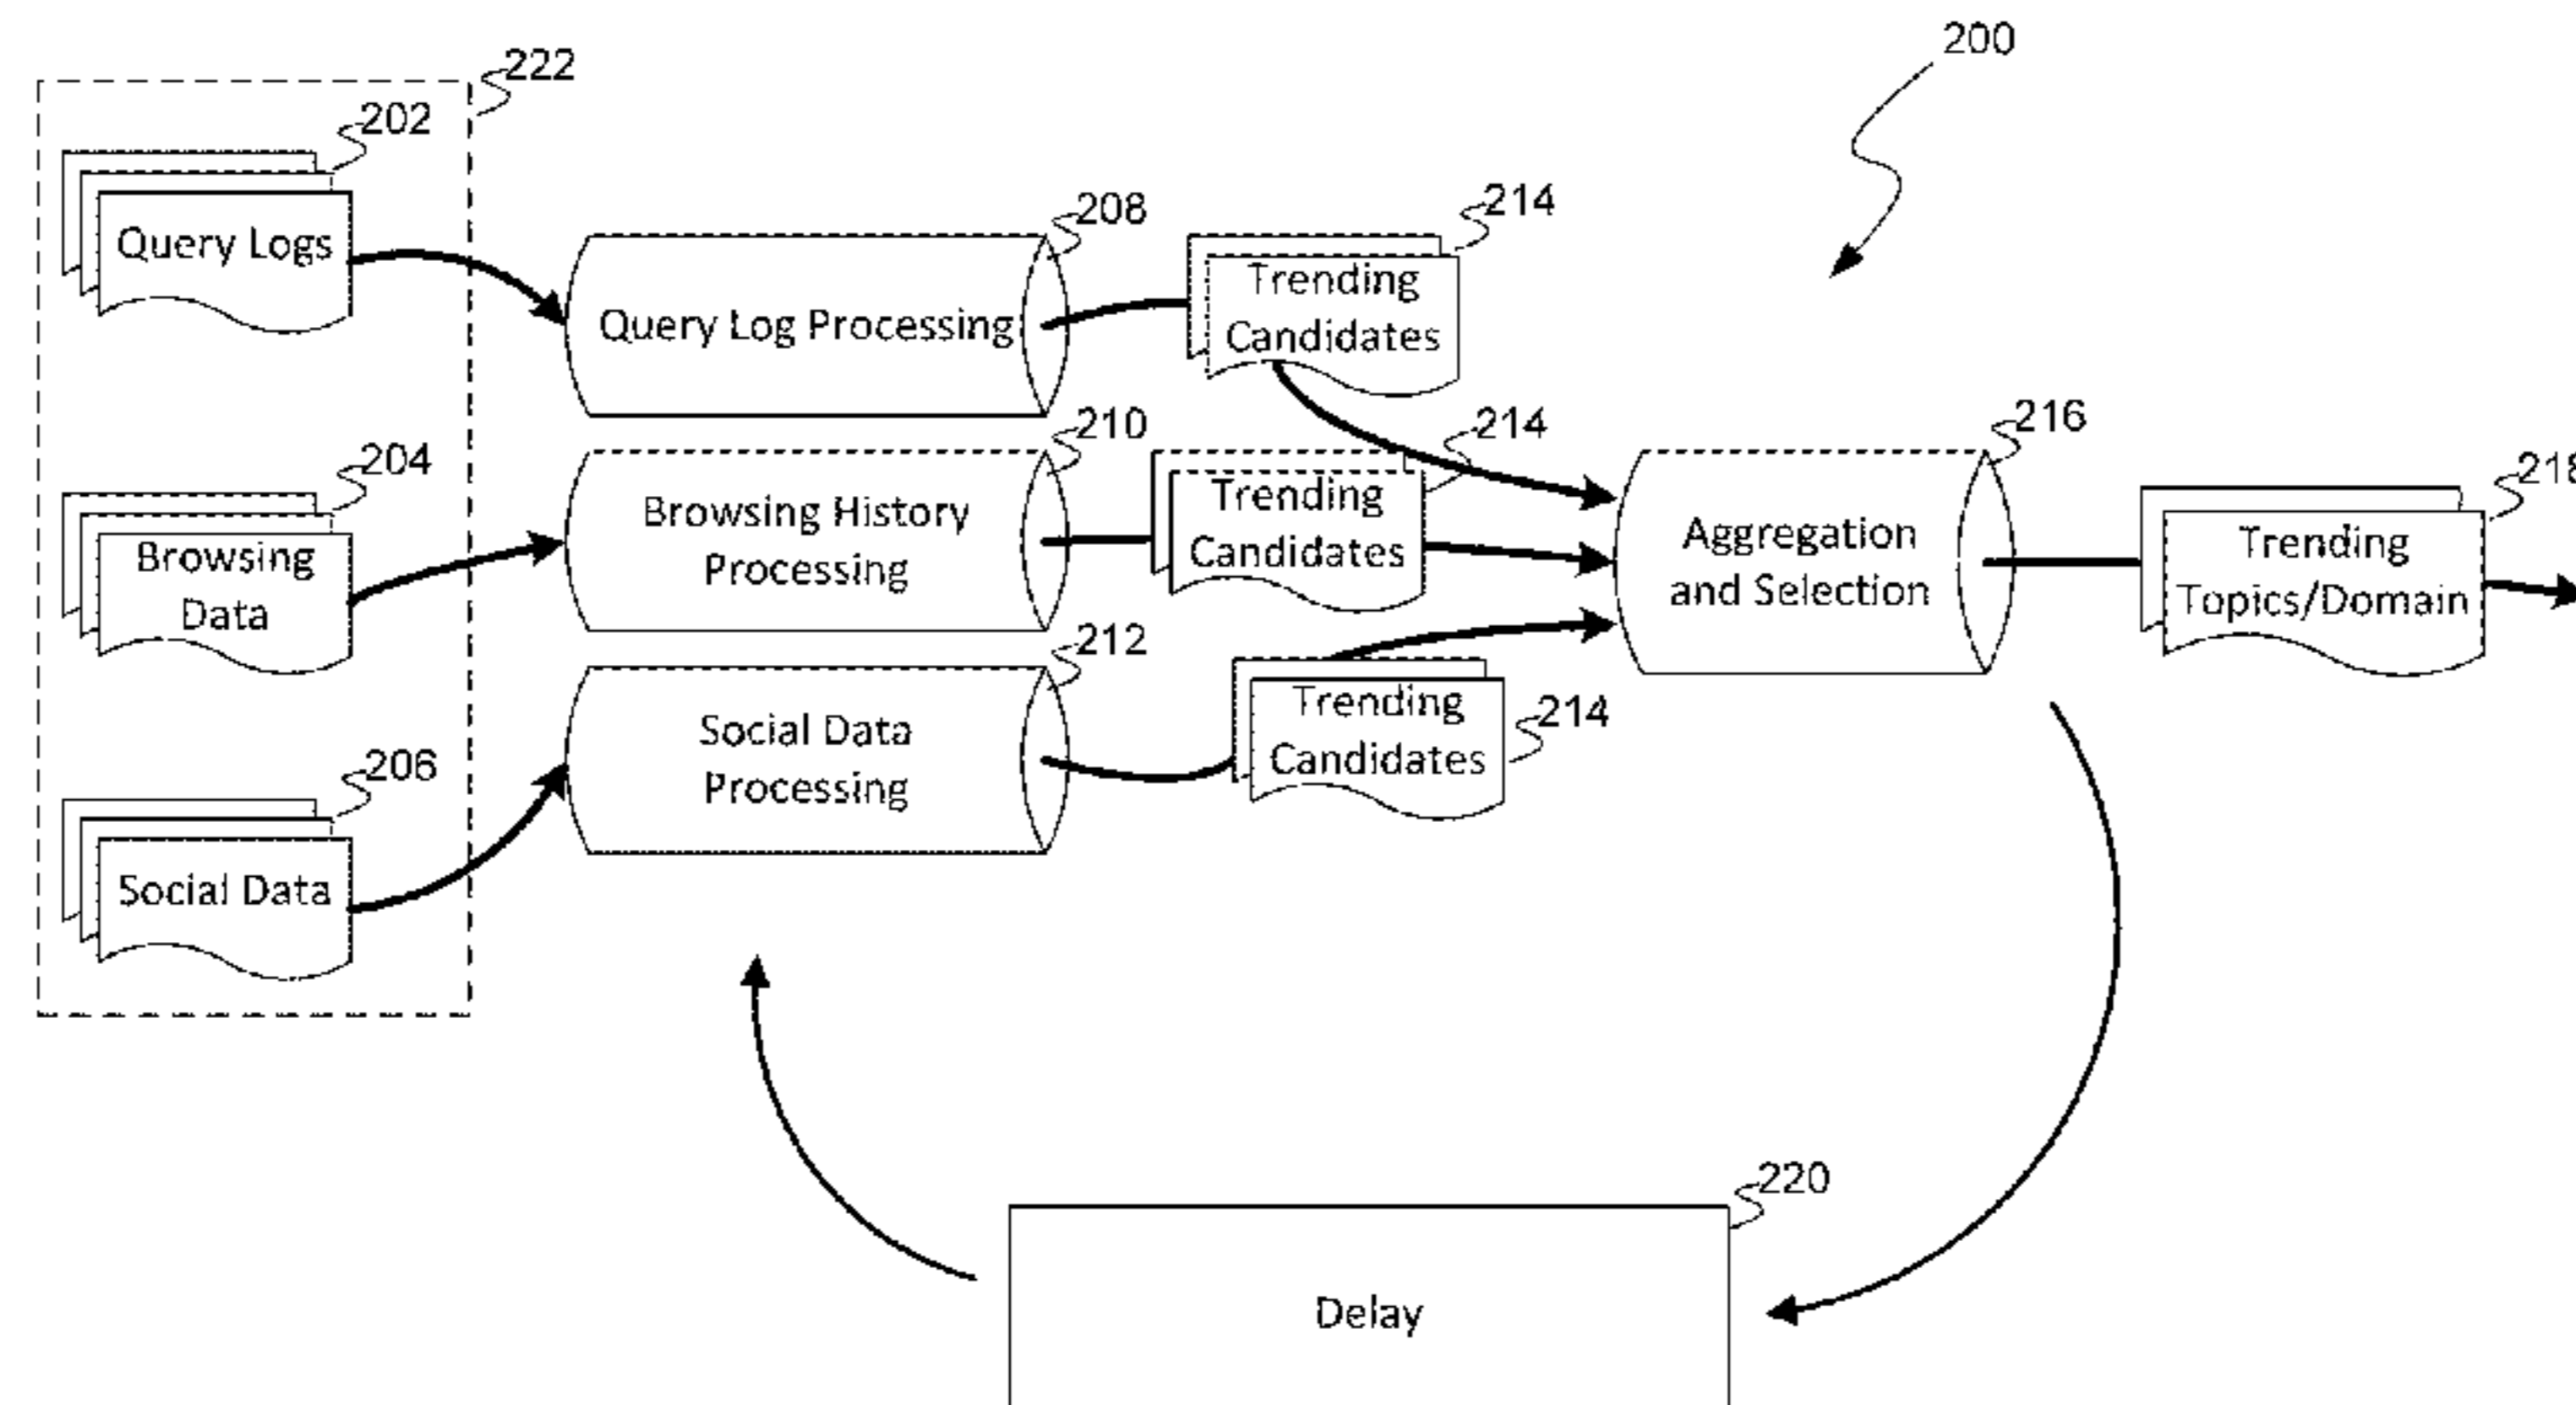 200
222
202
Query Logs
208
Query Log Processing
214
Trending
Candidates
204
Browsing
Data
210
Browsing History
Processing
214
Trending
Candidates
216
Aggregation
and Selection
218
Trending
Topics/Domain
206
Social Data
212
Social Data
Processing
214
Trending
Candidates
220
Delay